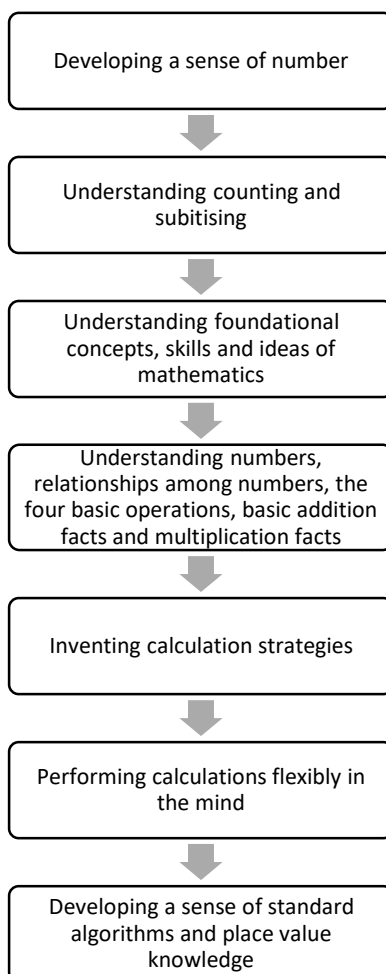 Developing a sense of number
Understanding counting and
subitising
Understanding foundational
concepts, skills and ideas of
mathematics
Understanding numbers,
relationships among numbers, the
four basic operations, basic addition
facts and multiplication facts
Inventing calculation strategies
Performing calculations flexibly in
the mind
Developing a sense of standard
algorithms and place value
knowledge